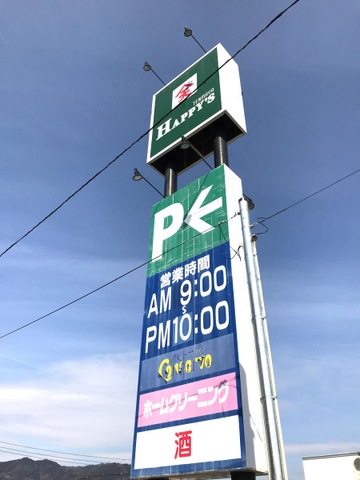 TENMAYA
HAPPY'S
P
営業時間
AM 9:00
~
PM10:00
ホームクリーニング
酒